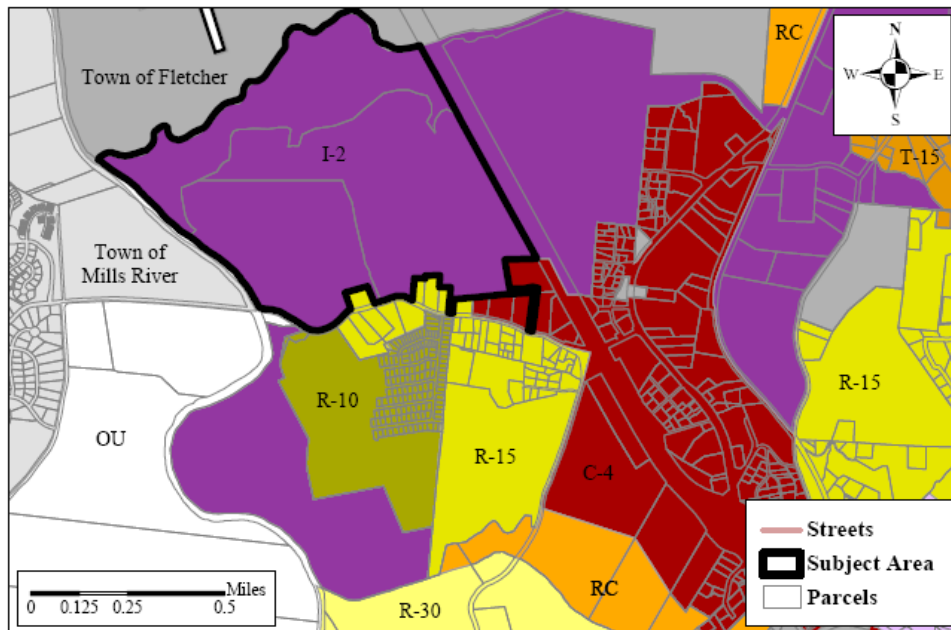 RC
N
W
E
S
Town of Fletcher
I-2
T-15
Town of
Mills River
R-15
R-10
OU
R-15
C-4
Streets
Subject Area
Parcels
Miles
0 0.125 0.25 0.5
RC
R-30